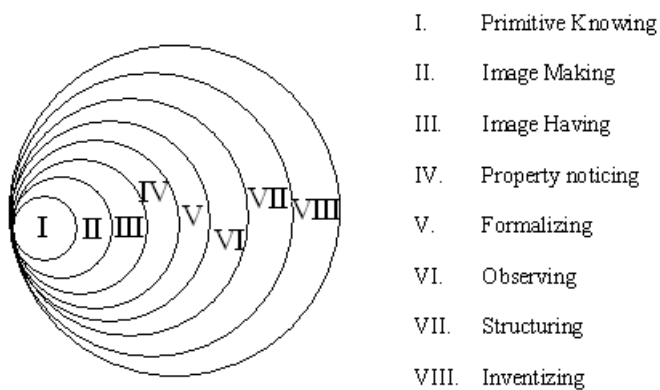 I. Primitive Knowing
II. Image Making
III. Image Having
IV. Property noticing
V. Formalizing
VI. Observing
VII. Structuring
VIII. Inventizing
I II III IV V VI VII VIII